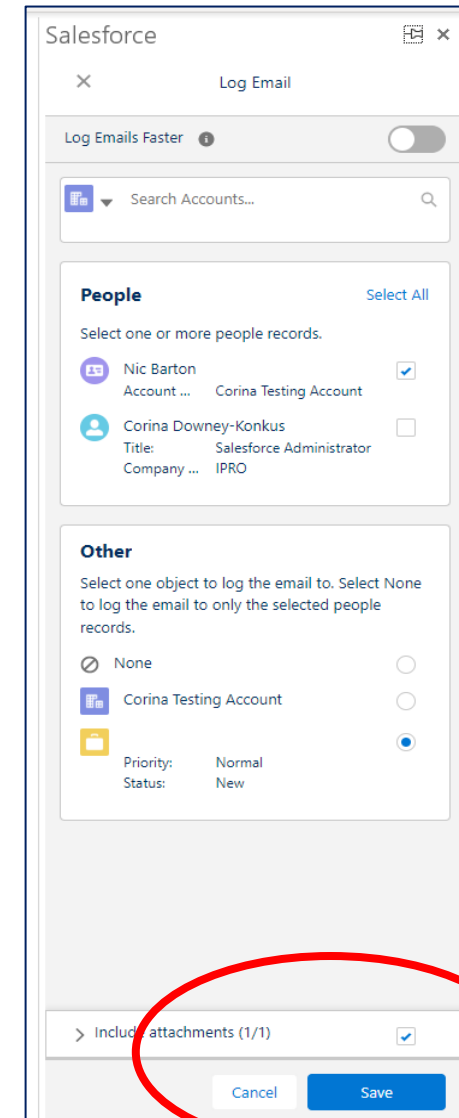 Salesforce
Log Email
Log Emails Faster
Search Accounts...
People Select All
Select one or more people records.
Nic Barton
Account ... Corina Testing Account
Corina Downey-Konkus
Title: Salesforce Administrator
Company ... IPRO
Other
Select one object to log the email to. Select None
to log the email to only the selected people
records.
None
Corina Testing Account
Priority: Normal
Status: New
Include attachments (1/1)
Cancel Save